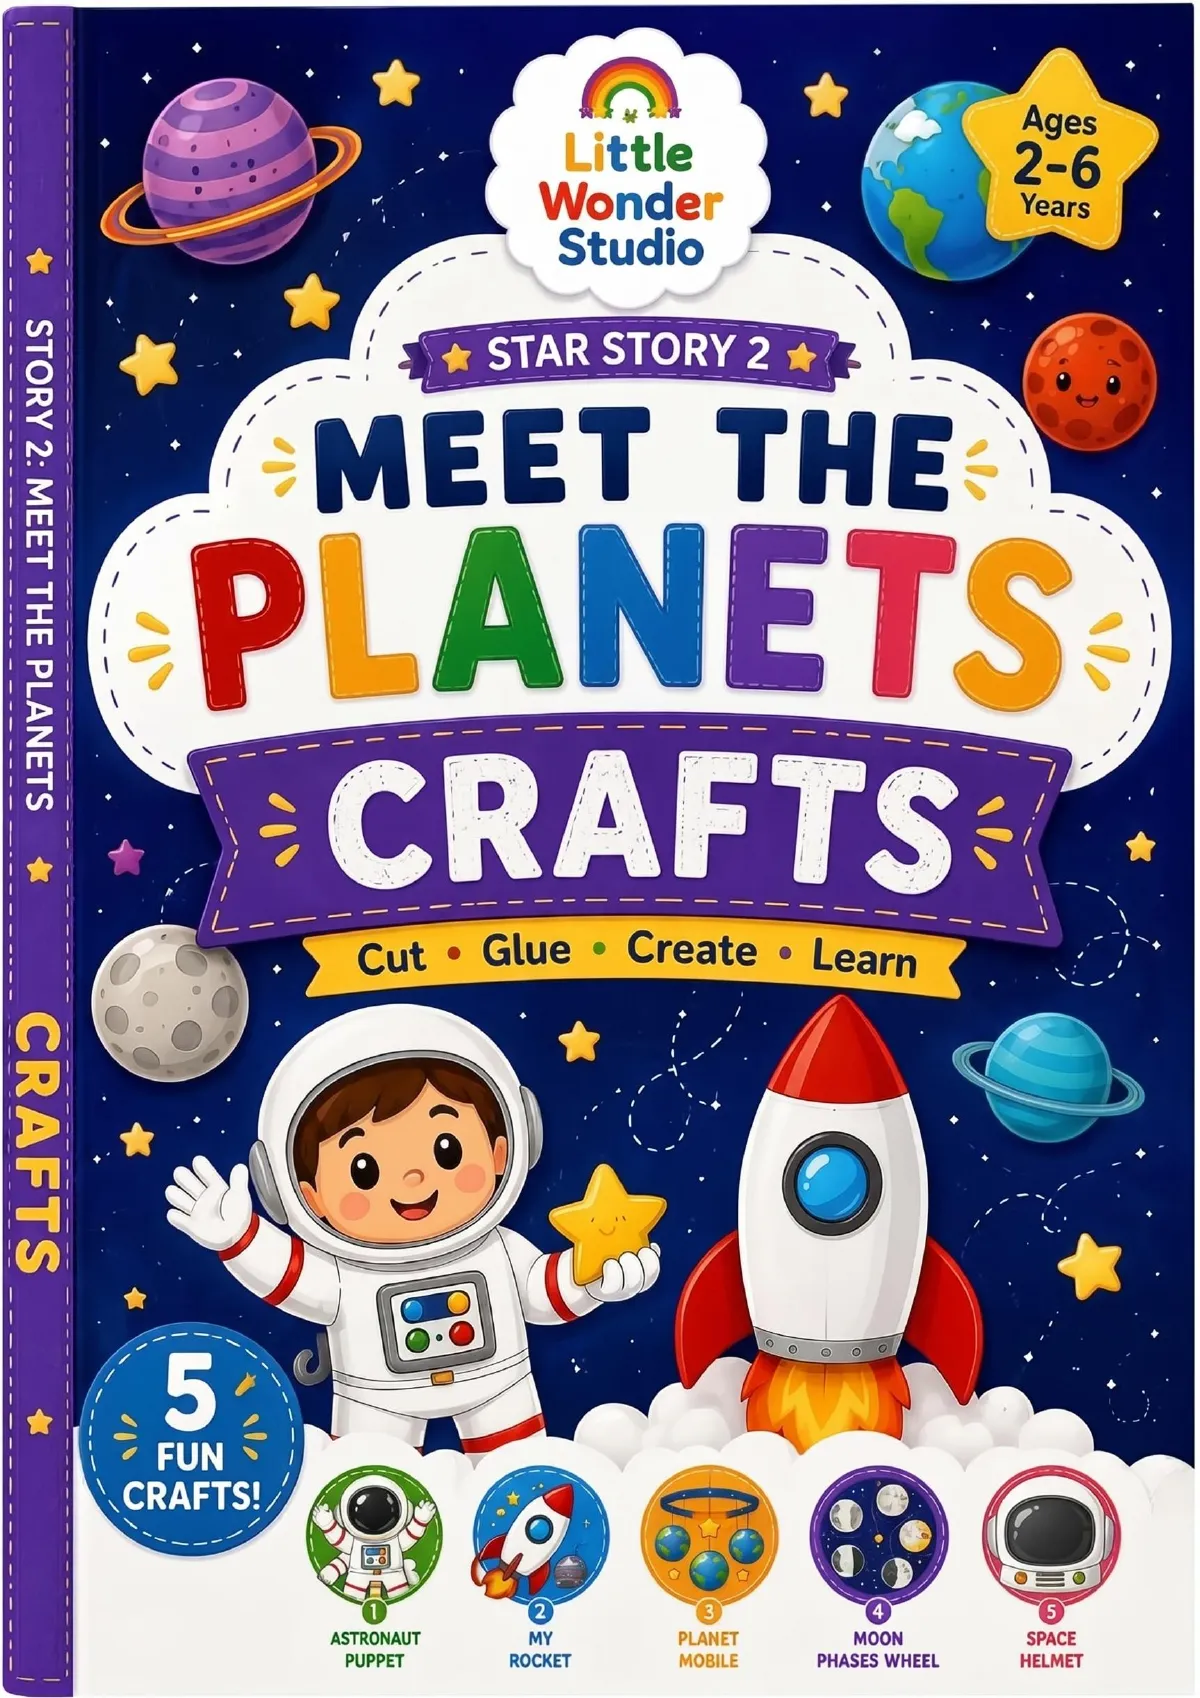 Little
Wonder
Studio
Ages
2-6
Years
STAR STORY 2
MEET THE
PLANETS
CRAFTS
Cut • Glue • Create • Learn
STORY 2: MEET THE PLANETS
CRAFTS
5
FUN
CRAFTS!
1
ASTRONAUT
PUPPET
2
MY
ROCKET
3
PLANET
MOBILE
4
MOON
PHASES WHEEL
5
SPACE
HELMET